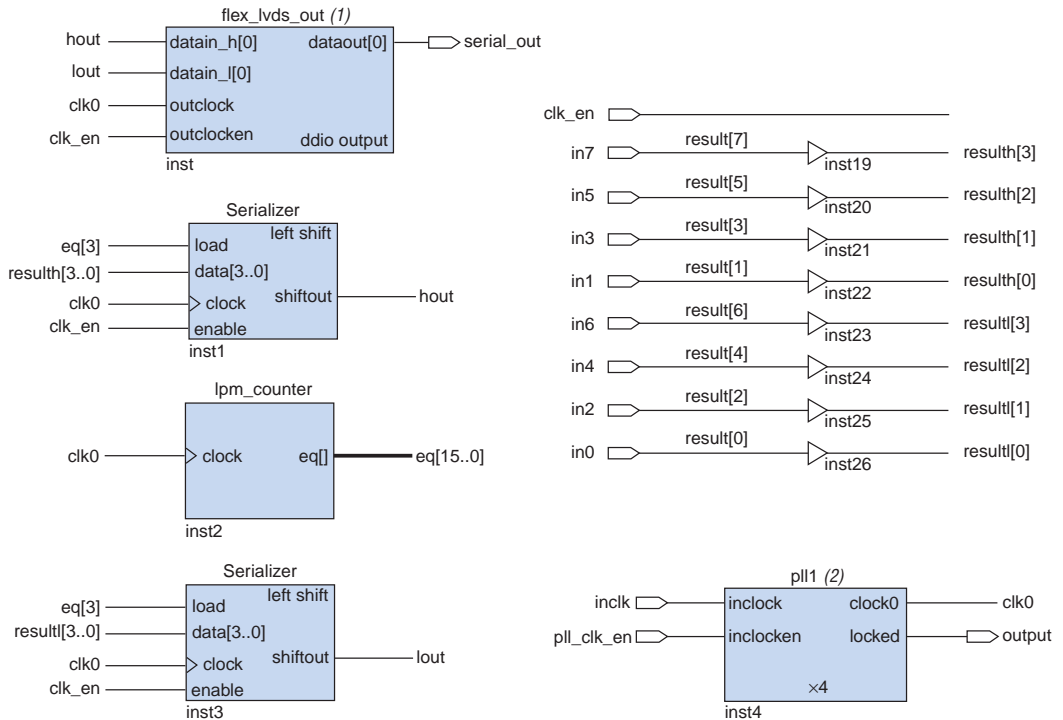 flex_lvds_out (1)
hout datain_h[0] dataout[0] serial_out
lout datain_l[0]
clk0 outclock
clk_en outclocken ddio output
inst
Serializer
left shift
eq[3] load
resulth[3..0] data[3..0]
shiftout hout
clk0 clock
clk_en enable
inst1
lpm_counter
clk0 clock eq[] eq[15..0]
inst2
Serializer
left shift
eq[3] load
resultl[3..0] data[3..0]
shiftout lout
clk0 clock
clk_en enable
inst3
clk_en
in7 result[7] inst19 resulth[3]
in5 result[5] inst20 resulth[2]
in3 result[3] inst21 resulth[1]
in1 result[1] inst22 resulth[0]
in6 result[6] inst23 resultl[3]
in4 result[4] inst24 resultl[2]
in2 result[2] inst25 resultl[1]
in0 result[0] inst26 resultl[0]
pll1 (2)
inclk inclock clock0 clk0
pll_clk_en inclocken locked output
×4
inst4